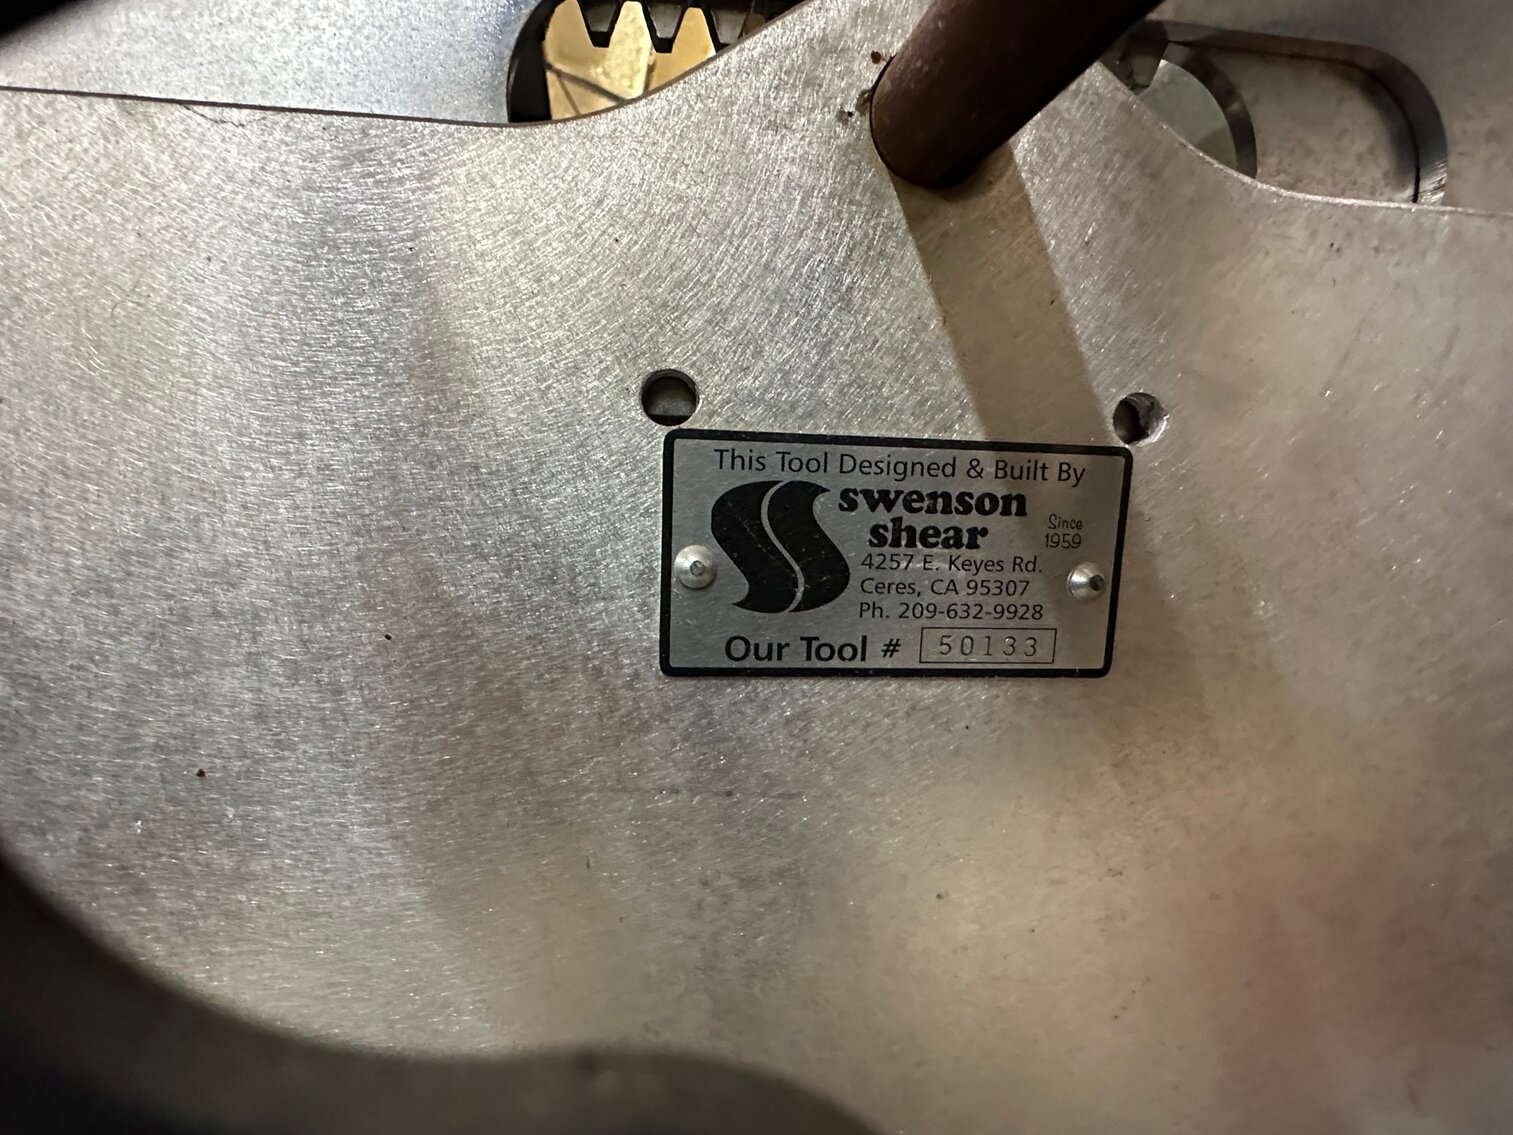 This Tool Designed & Built By
swenson
shear
Since
1959
4257 E. Keyes Rd.
Ceres, CA 95307
Ph. 209-632-9928
Our Tool # 50133